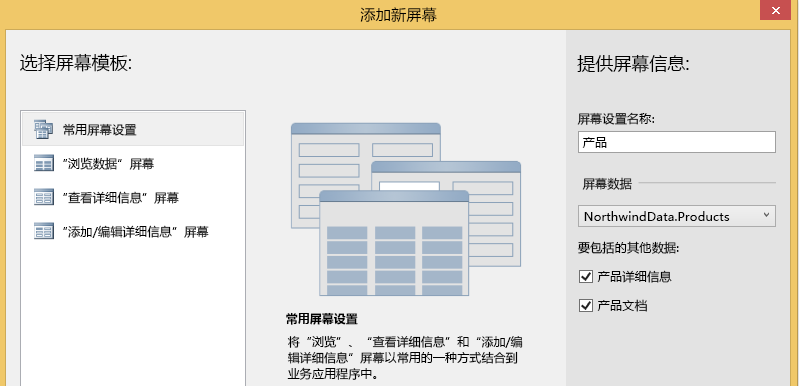 添加新屏幕
选择屏幕模板:
常用屏幕设置
"浏览数据"屏幕
"查看详细信息"屏幕
"添加/编辑详细信息"屏幕
常用屏幕设置
将"浏览"、"查看详细信息"和"添加/编
辑详细信息"屏幕以常用的一种方式结合到
业务应用程序中。
提供屏幕信息:
屏幕设置名称:
产品
屏幕数据
NorthwindData.Products
要包括的其他数据:
产品详细信息
产品文档